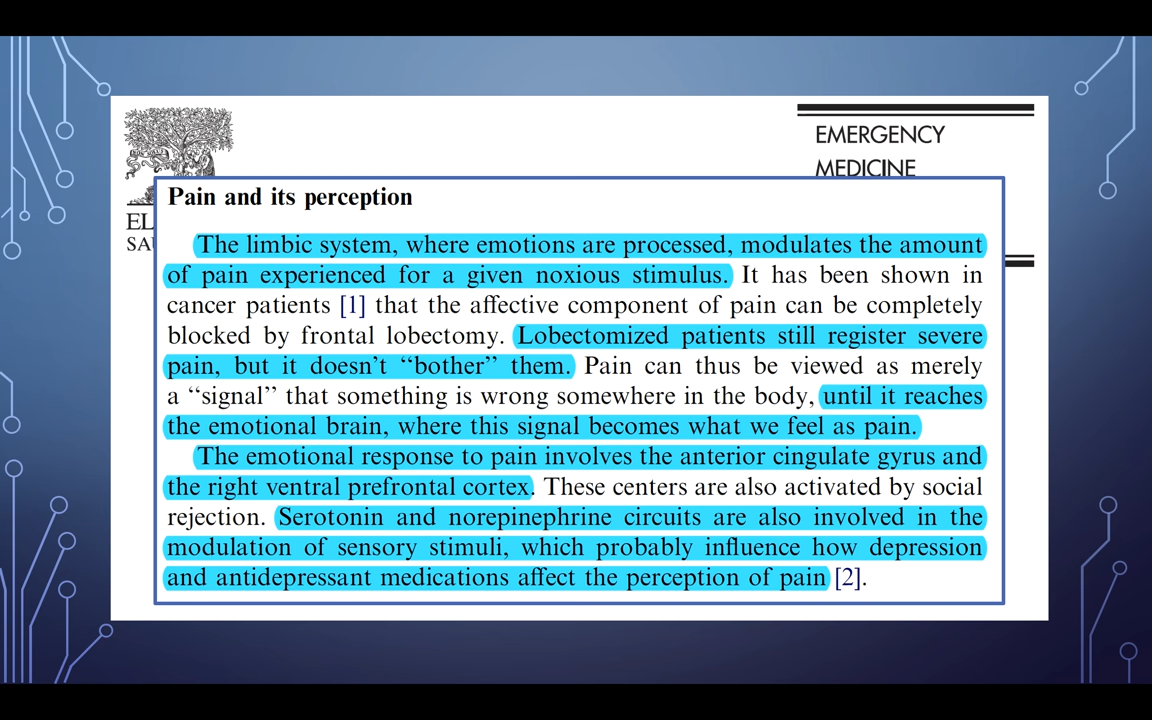 EMERGENCY
MEDICINE
EL
SA
Pain and its perception
The limbic system, where emotions are processed, modulates the amount
of pain experienced for a given noxious stimulus. It has been shown in
cancer patients [1] that the affective component of pain can be completely
blocked by frontal lobectomy. Lobectomized patients still register severe
pain, but it doesn’t ‘‘bother’’ them. Pain can thus be viewed as merely
a ‘‘signal’’ that something is wrong somewhere in the body, until it reaches
the emotional brain, where this signal becomes what we feel as pain.
The emotional response to pain involves the anterior cingulate gyrus and
the right ventral prefrontal cortex. These centers are also activated by social
rejection. Serotonin and norepinephrine circuits are also involved in the
modulation of sensory stimuli, which probably influence how depression
and antidepressant medications affect the perception of pain [2].